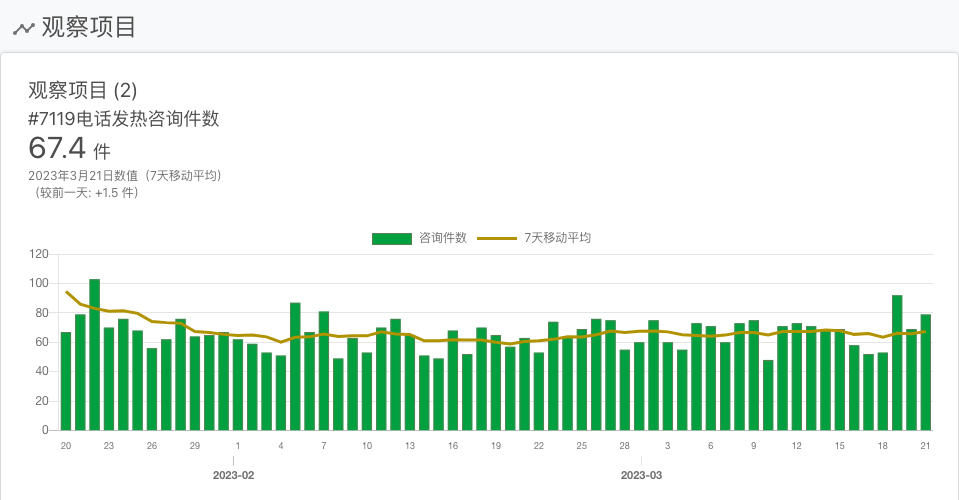 观察项目
观察项目 (2)
#7119电话发热咨询件数
67.4 件
2023年3月21日数值（7天移动平均）
（较前一天: +1.5 件）
咨询件数 7天移动平均
120
100
80
60
40
20
0
20 23 26 29 1 4 7 10 13 16 19 22 25 28 3 6 9 12 15 18 21
2023-02 2023-03